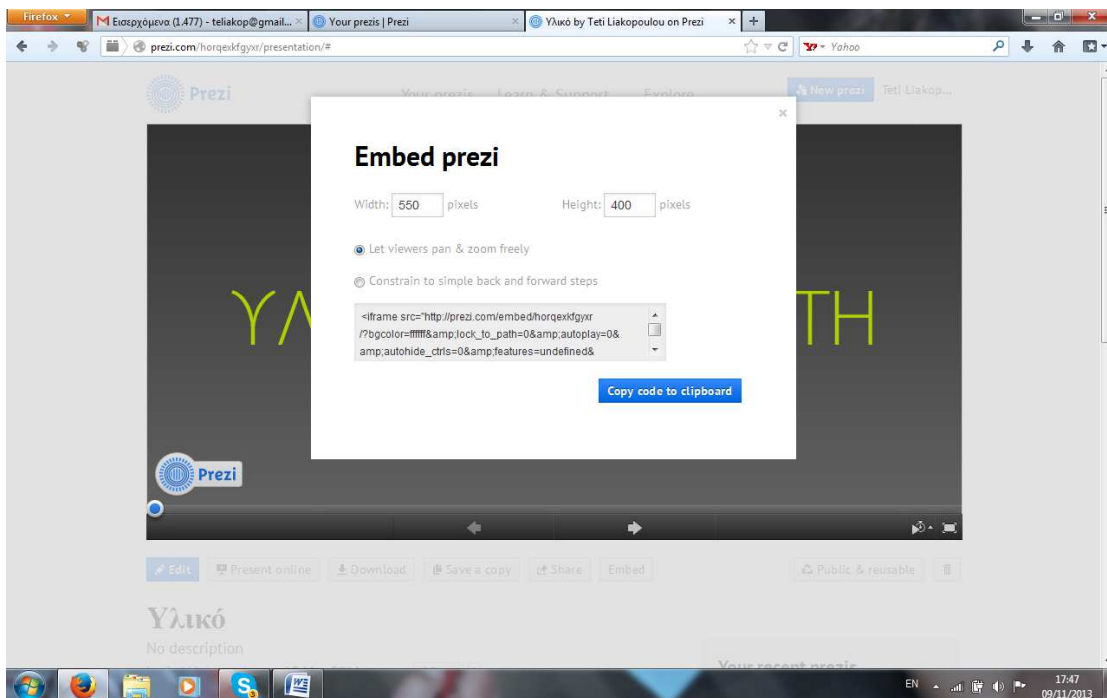 Firefox
Εισερχόμενα (1.477) - teliakop@gmail...
Your prezis | Prezi
Υλικό by Teti Liakopoulou on Prezi
prezi.com/horqexkfgyxr/presentation/#
Yahoo
Prezi
Your prezis Learn & Support Explore
New prezi
Teti Liakop...
Embed prezi
Width: 550 pixels
Height: 400 pixels
Let viewers pan & zoom freely
Constrain to simple back and forward steps
<iframe src="http://prezi.com/embed/horqexkfgyxr
/?bgcolor=ffffff&amp;lock_to_path=0&amp;autoplay=0&
amp;autohide_ctrls=0&amp;features=undefined&
Copy code to clipboard
ΤΗ
Prezi
Edit
Present online
Download
Save a copy
Share
Embed
Public & reusable
Υλικό
No description
Your recent prezis
EN
17:47
09/11/2013